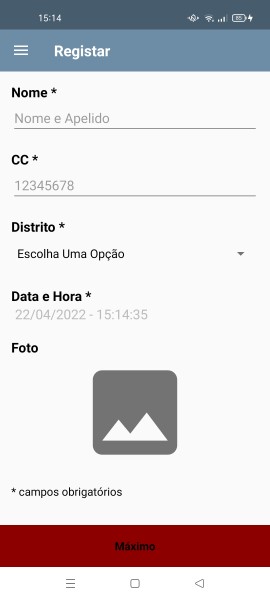 15:14
85
Registar
Nome *
Nome e Apelido
CC *
12345678
Distrito *
Escolha Uma Opção
Data e Hora *
22/04/2022 - 15:14:35
Foto
* campos obrigatórios
Máximo